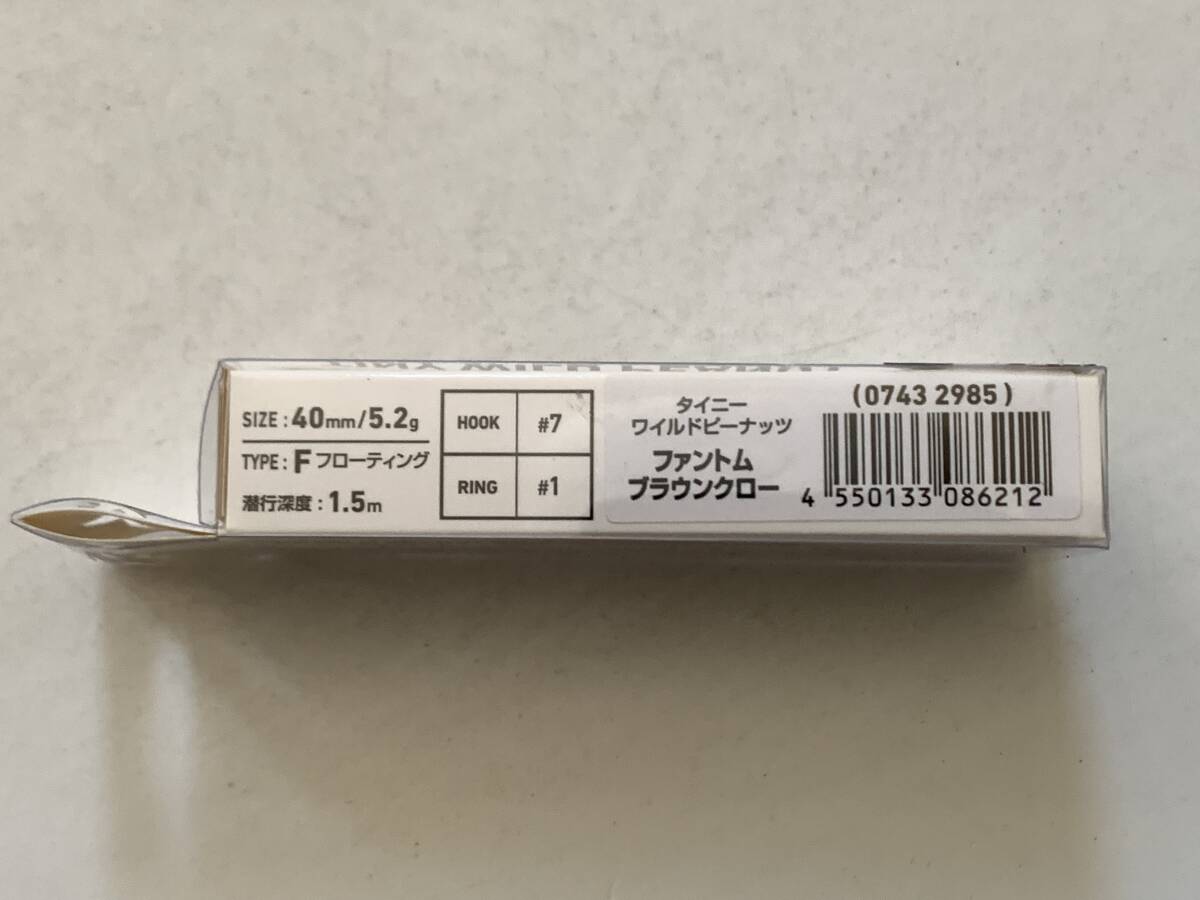 SIZE : 40mm/5.2g
TYPE : F フローティング
潜行深度 : 1.5m
HOOK #7
RING #1
タイニー
ワイルドピーナッツ
ファントム
ブラウンクロー
(0743 2985)
4 550133 086212